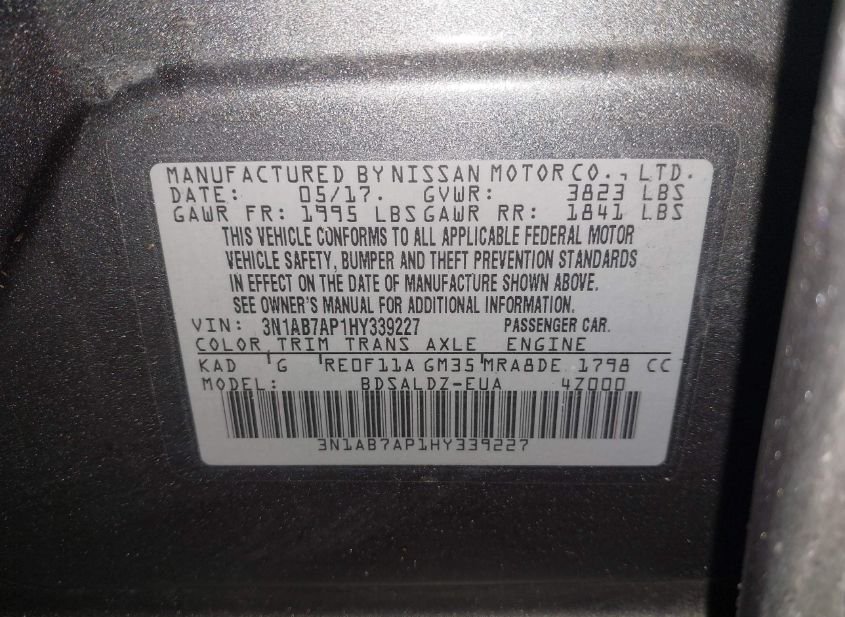 MANUFACTURED BY NISSAN MOTOR CO., LTD.
DATE: 05/17. GVWR: 3823 LBS
GAWR FR: 1995 LBS GAWR RR: 1841 LBS
THIS VEHICLE CONFORMS TO ALL APPLICABLE FEDERAL MOTOR
VEHICLE SAFETY, BUMPER AND THEFT PREVENTION STANDARDS
IN EFFECT ON THE DATE OF MANUFACTURE SHOWN ABOVE.
SEE OWNER'S MANUAL FOR ADDITIONAL INFORMATION.
VIN: 3N1AB7AP1HY339227 PASSENGER CAR.
COLOR TRIM TRANS AXLE ENGINE
KAD G RE0F11A GM35 MRA8DE 1798 CC
MODEL: BDSALDZ-EUA 4Z000
3N1AB7AP1HY339227